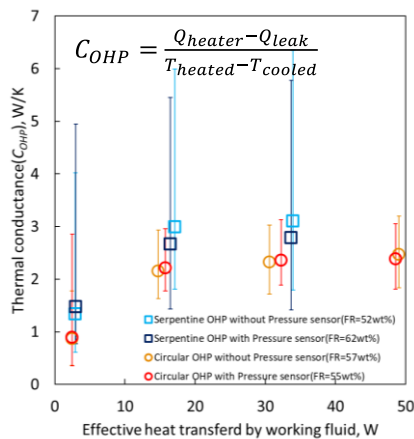 7
6
5
4
3
2
1
0
Thermal conductance(C_OHP), W/K
C_OHP = (Q_heater−Q_leak)/(T_heated−T_cooled)
Serpentine OHP without Pressure sensor(FR=52wt%)
Serpentine OHP with Pressure sensor(FR=62wt%)
Circular OHP without Pressure sensor(FR=57wt%)
Circular OHP with Pressure sensor(FR=55wt%)
0 10 20 30 40 50
Effective heat transferd by working fluid, W